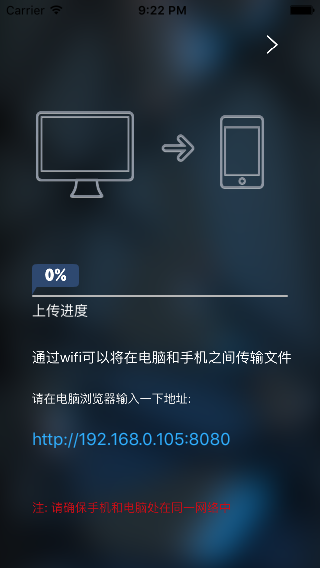 Carrier 9:22 PM
0%
上传进度
通过wifi可以将在电脑和手机之间传输文件
请在电脑浏览器输入一下地址:
http://192.168.0.105:8080
注: 请确保手机和电脑处在同一网络中